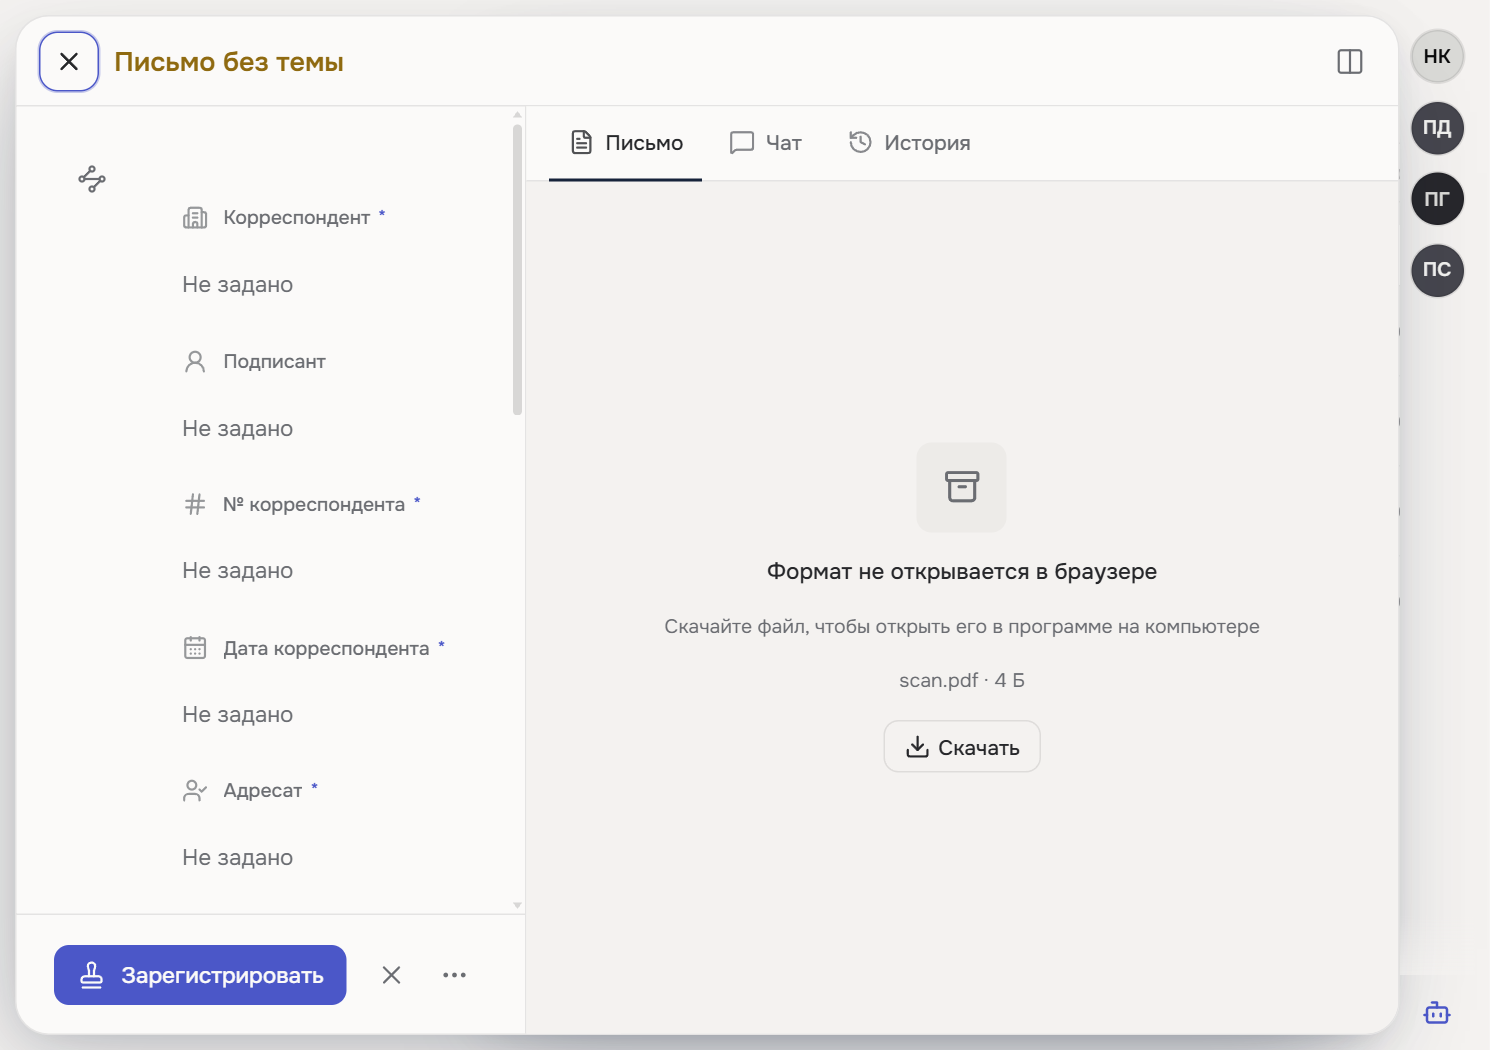 Письмо без темы
НК
ПД
ПГ
ПС
Письмо
Чат
История
Корреспондент *
Не задано
Подписант
Не задано
№ корреспондента *
Не задано
Дата корреспондента *
Не задано
Адресат *
Не задано
Зарегистрировать
Формат не открывается в браузере
Скачайте файл, чтобы открыть его в программе на компьютере
scan.pdf · 4 Б
Скачать